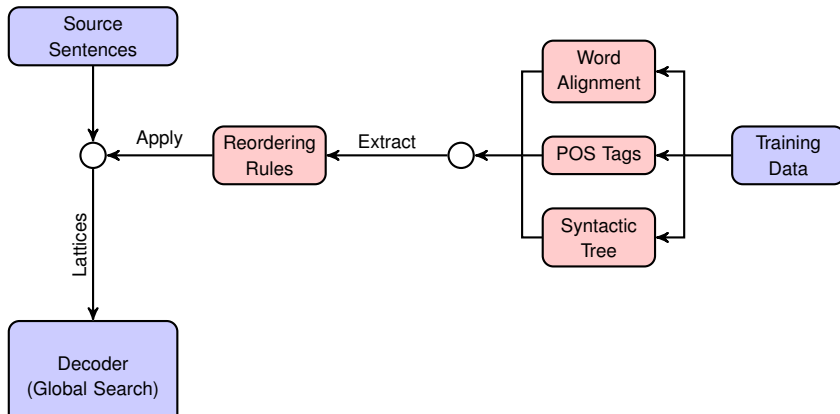 Source
Sentences
Word
Alignment
Apply
Reordering
Rules
Extract
POS Tags
Training
Data
Syntactic
Tree
Lattices
Decoder
(Global Search)